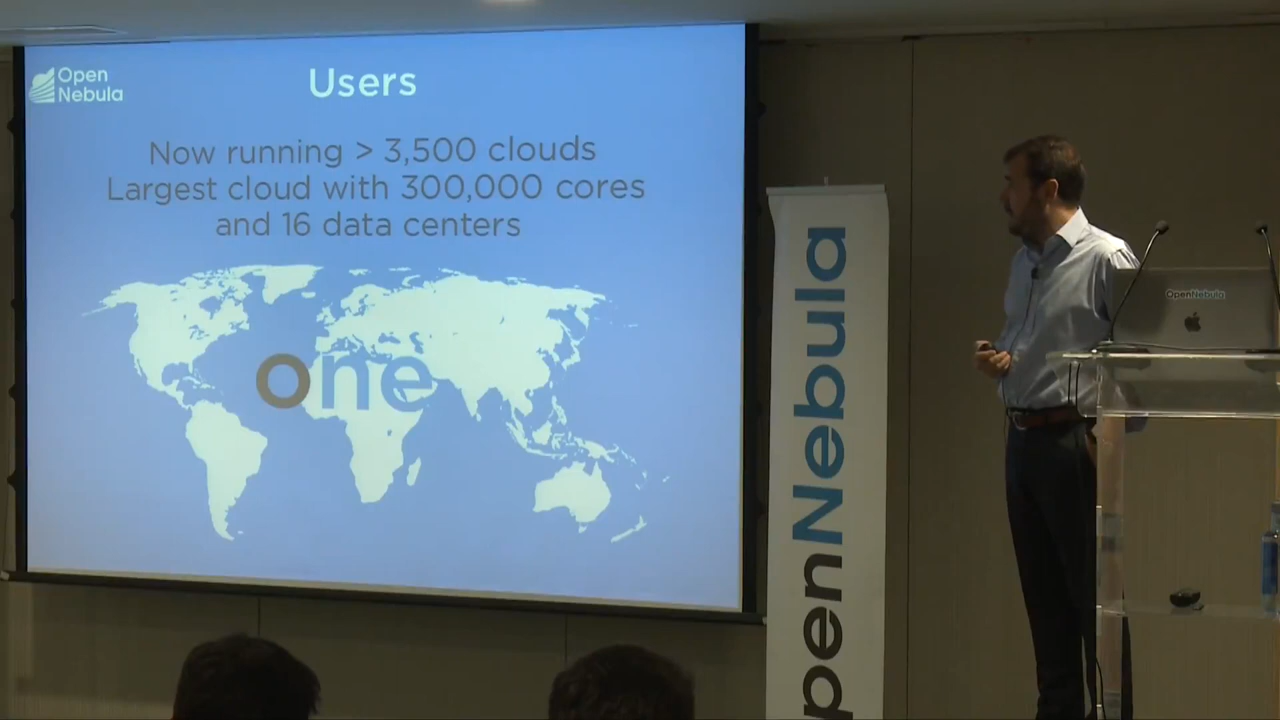 Open
Nebula
Users
Now running > 3,500 clouds
Largest cloud with 300,000 cores
and 16 data centers
one
penNebula
OpenNebula